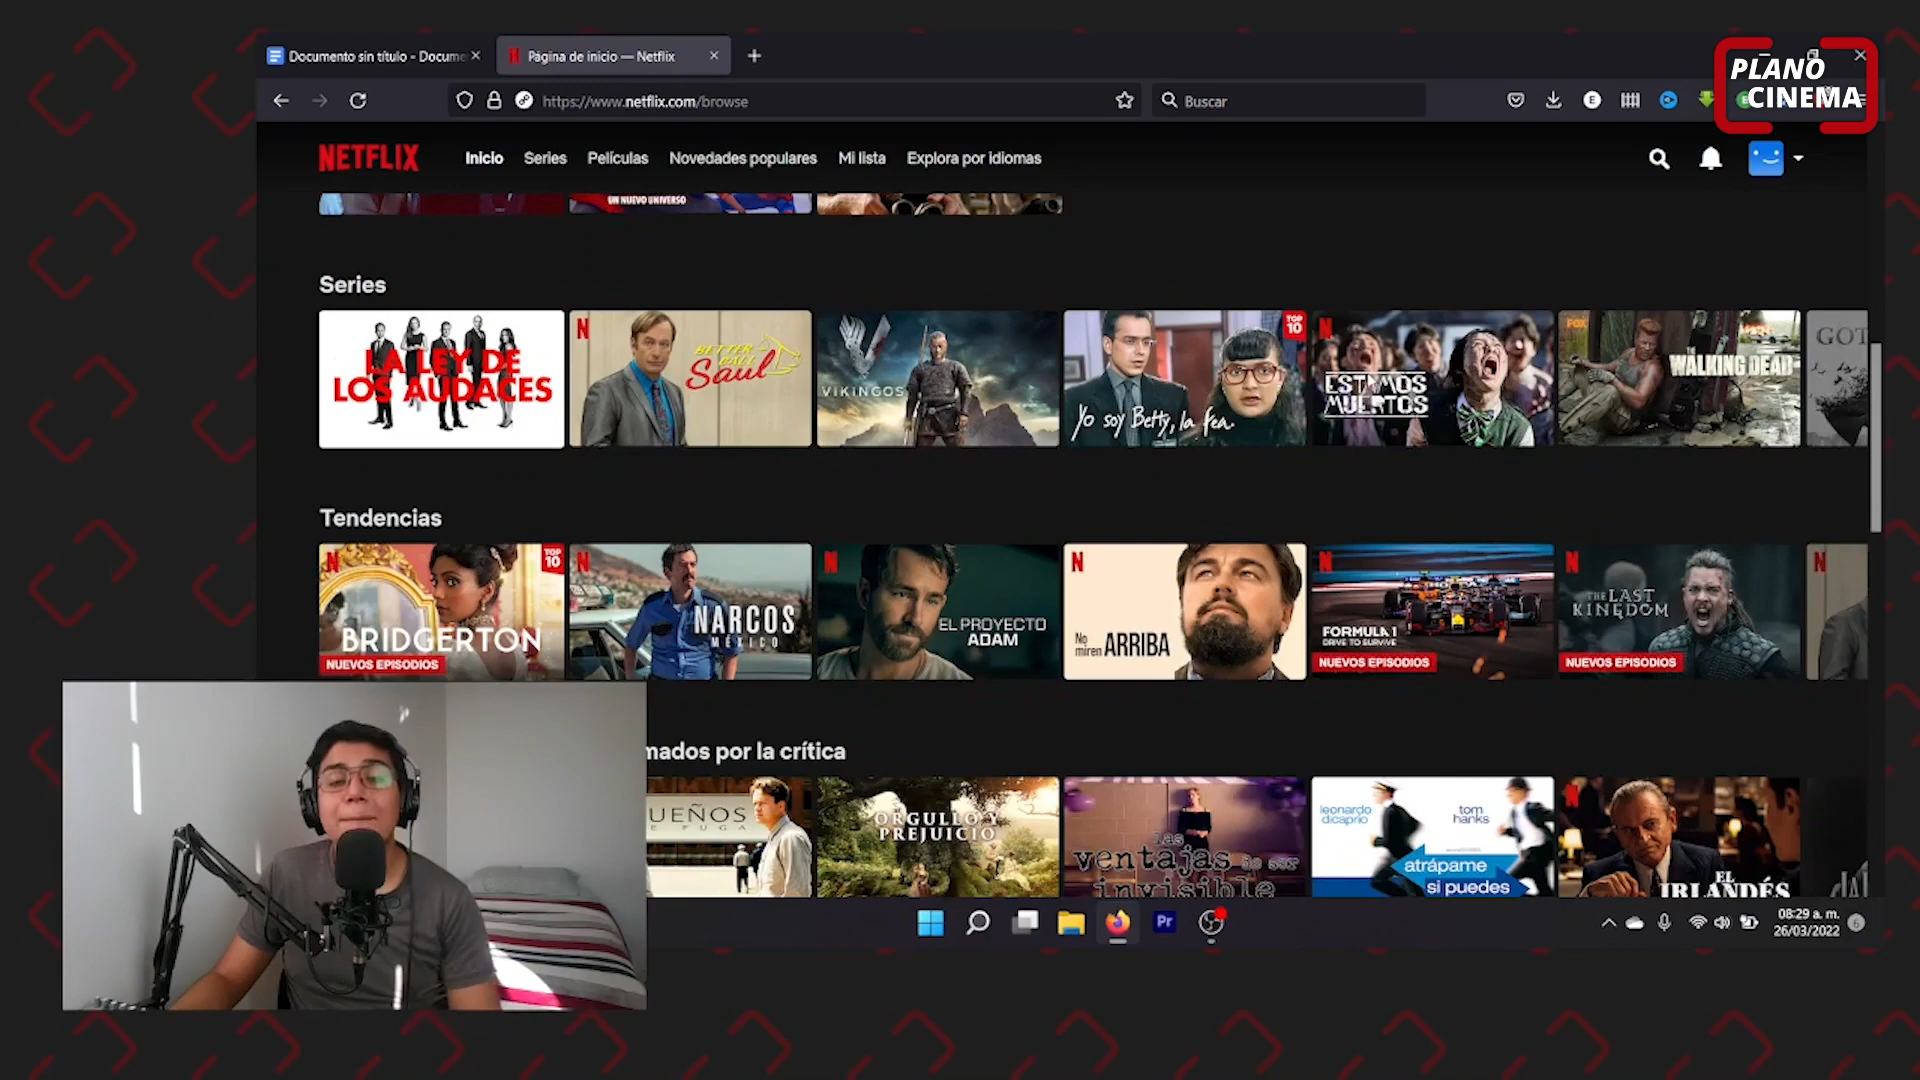 Documento sin título - Docume
Página de inicio — Netflix
PLANO
CINEMA
https://www.netflix.com/browse
Buscar
NETFLIX
Inicio
Series
Películas
Novedades populares
Mi lista
Explora por idiomas
UN NUEVO UNIVERSO
Series
LA LEY DE
LOS AUDACES
BETTER
CALL
Saul
VIKINGOS
TOP
10
Yo soy Betty, la fea.
ESTAMOS
MUERTOS
FOX
THE
WALKING DEAD
GOT
Tendencias
TOP
10
BRIDGERTON
NUEVOS EPISODIOS
NARCOS
MÉXICO
EL PROYECTO
ADAM
No
miren ARRIBA
FORMULA 1
DRIVE TO SURVIVE
NUEVOS EPISODIOS
THE LAST
KINGDOM
NUEVOS EPISODIOS
mados por la crítica
UEÑOS
E FUGA
ORGULLO Y
PREJUICIO
las
ventajas de ser
invisible
leonardo
dicaprio
tom
hanks
atrápame
si puedes
EL
IRLANDÉS
Pr
08:29 a. m.
26/03/2022
6